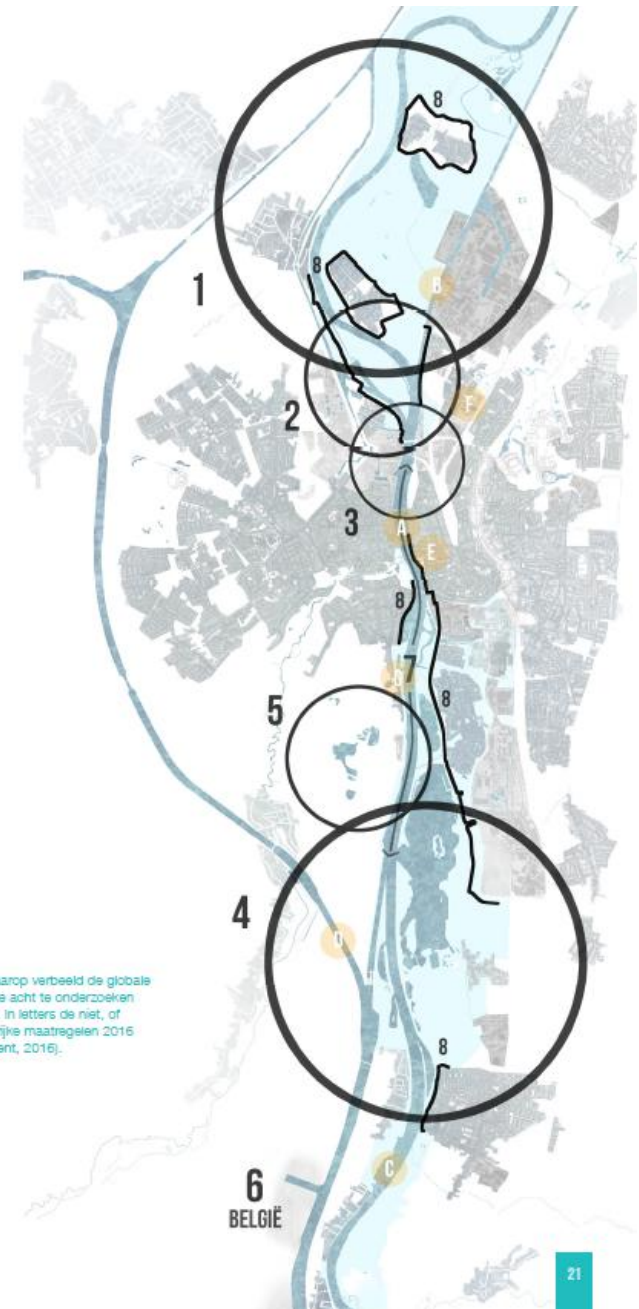 8
8
1
B
2
F
3
A
E
8
7
5
8
4
arop verbeeld de globale
e acht te onderzoeken
In letters de niet, of
ijke maatregelen 2016
ent, 2016).
8
C
6
BELGIË
21